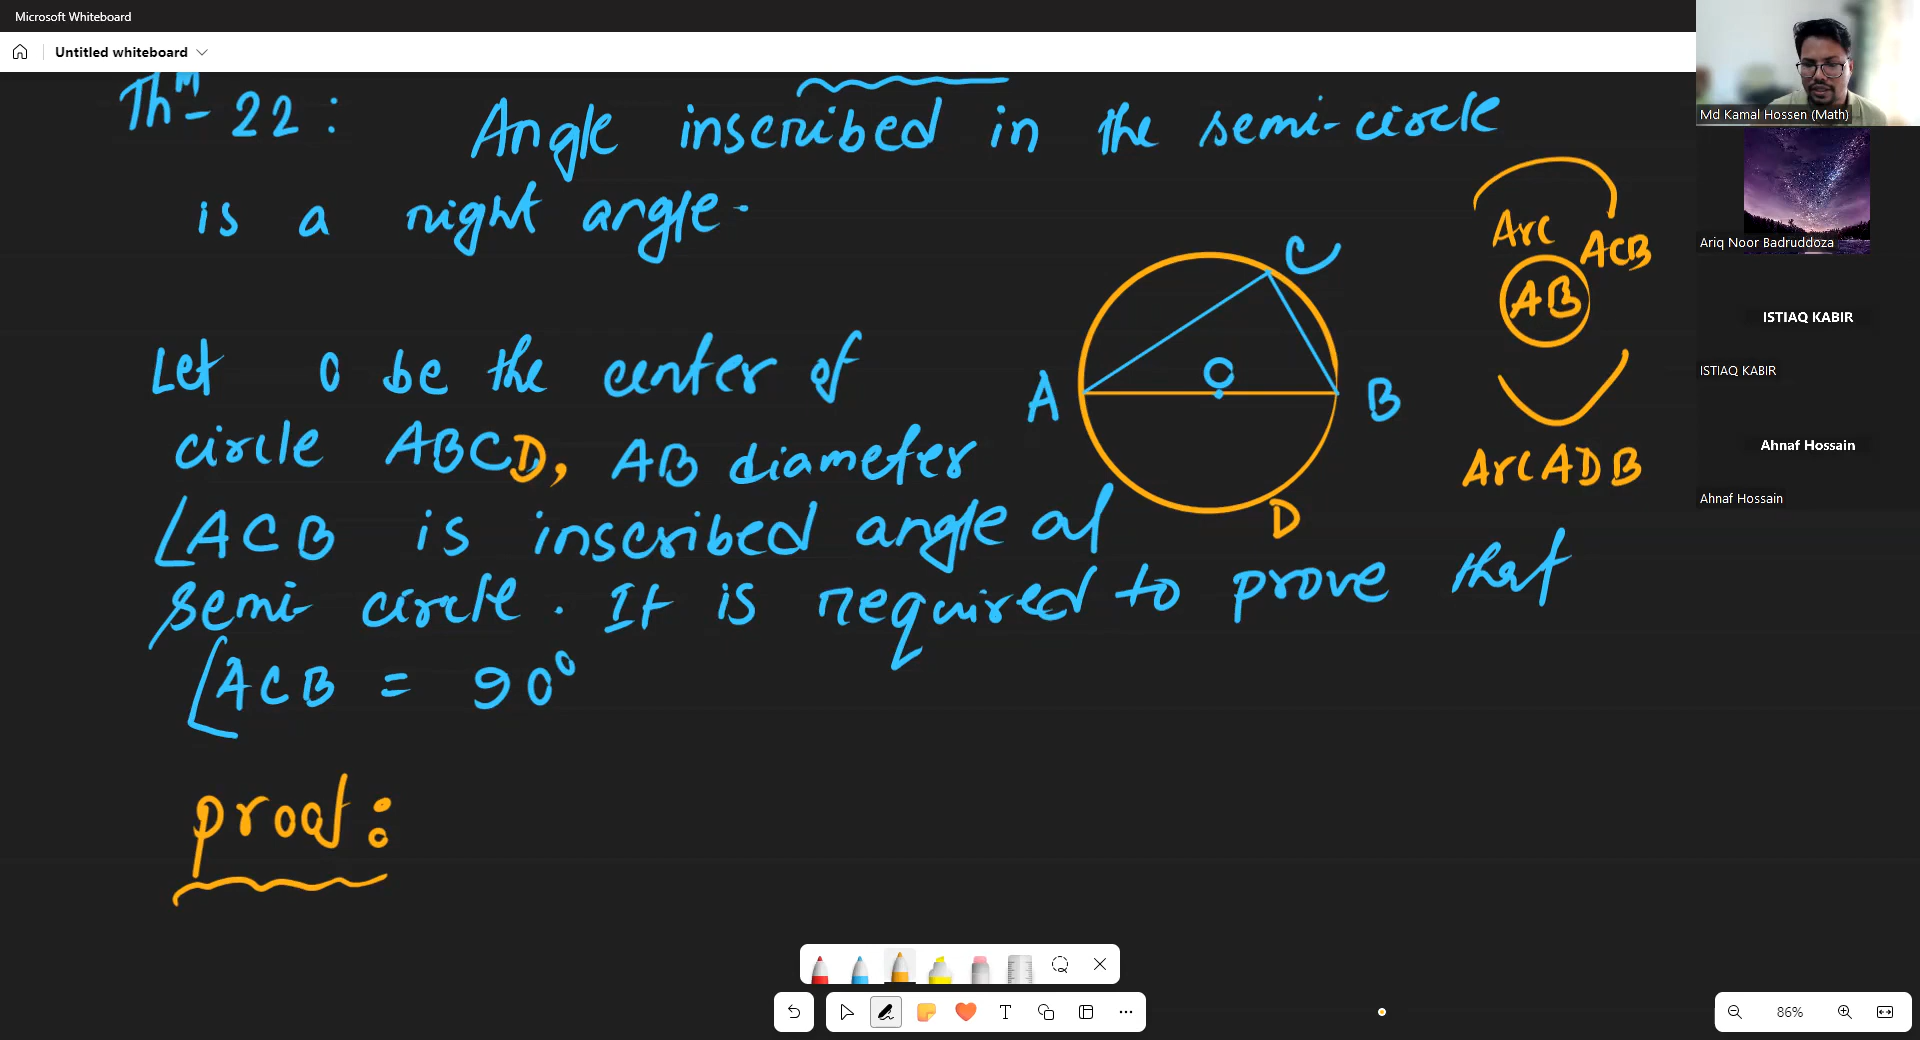 Microsoft Whiteboard
Untitled whiteboard
Thm - 22 : Angle inscribed in the semi-circle
is a right angle.
Let O be the center of
circle ABCD, AB diameter
∠ACB is inscribed angle at
semi circle. It is required to prove that
∠ACB = 90°
proof:
C
A
O
B
D
Arc
ACB
AB
Arc ADB
Md Kamal Hossen (Math)
Ariq Noor Badruddoza
ISTIAQ KABIR
ISTIAQ KABIR
Ahnaf Hossain
Ahnaf Hossain
T
86%